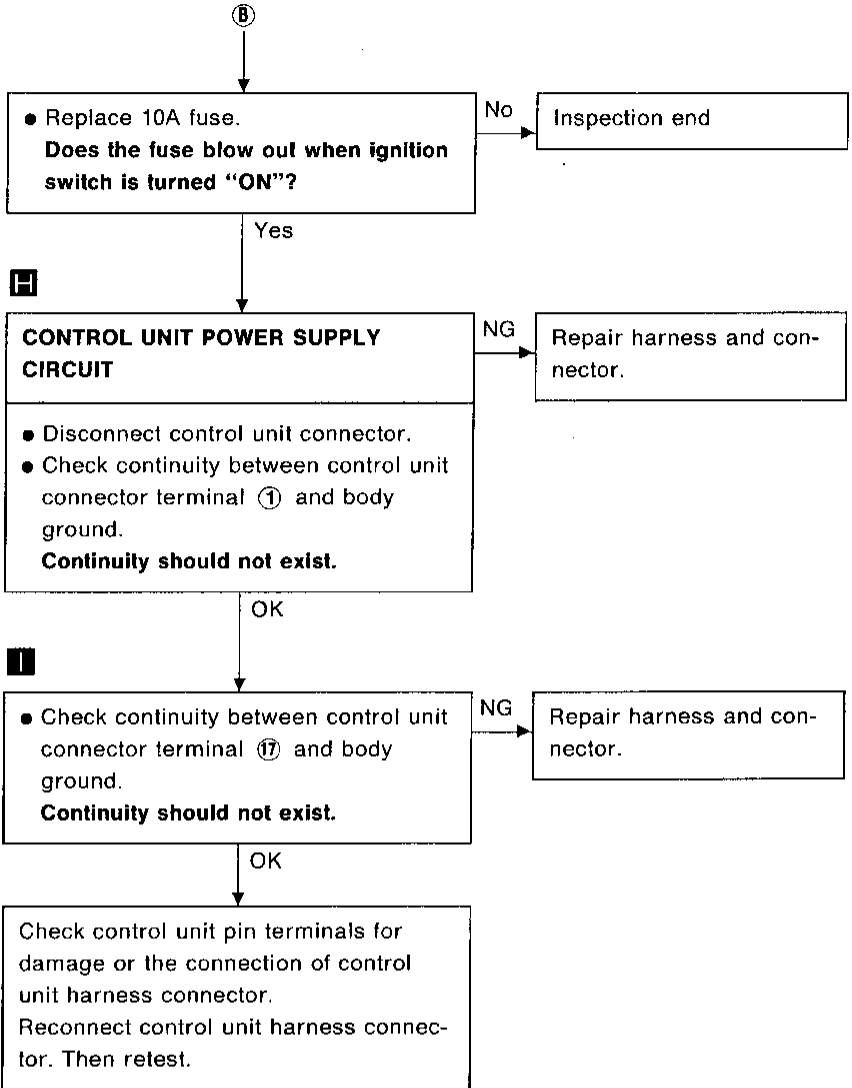 Ⓑ
● Replace 10A fuse.
Does the fuse blow out when ignition
switch is turned “ON”?
No
Inspection end
Yes
H
CONTROL UNIT POWER SUPPLY
CIRCUIT
NG
Repair harness and con-
nector.
● Disconnect control unit connector.
● Check continuity between control unit
connector terminal ① and body
ground.
Continuity should not exist.
OK
I
● Check continuity between control unit
connector terminal ⑰ and body
ground.
Continuity should not exist.
NG
Repair harness and con-
nector.
OK
Check control unit pin terminals for
damage or the connection of control
unit harness connector.
Reconnect control unit harness connec-
tor. Then retest.